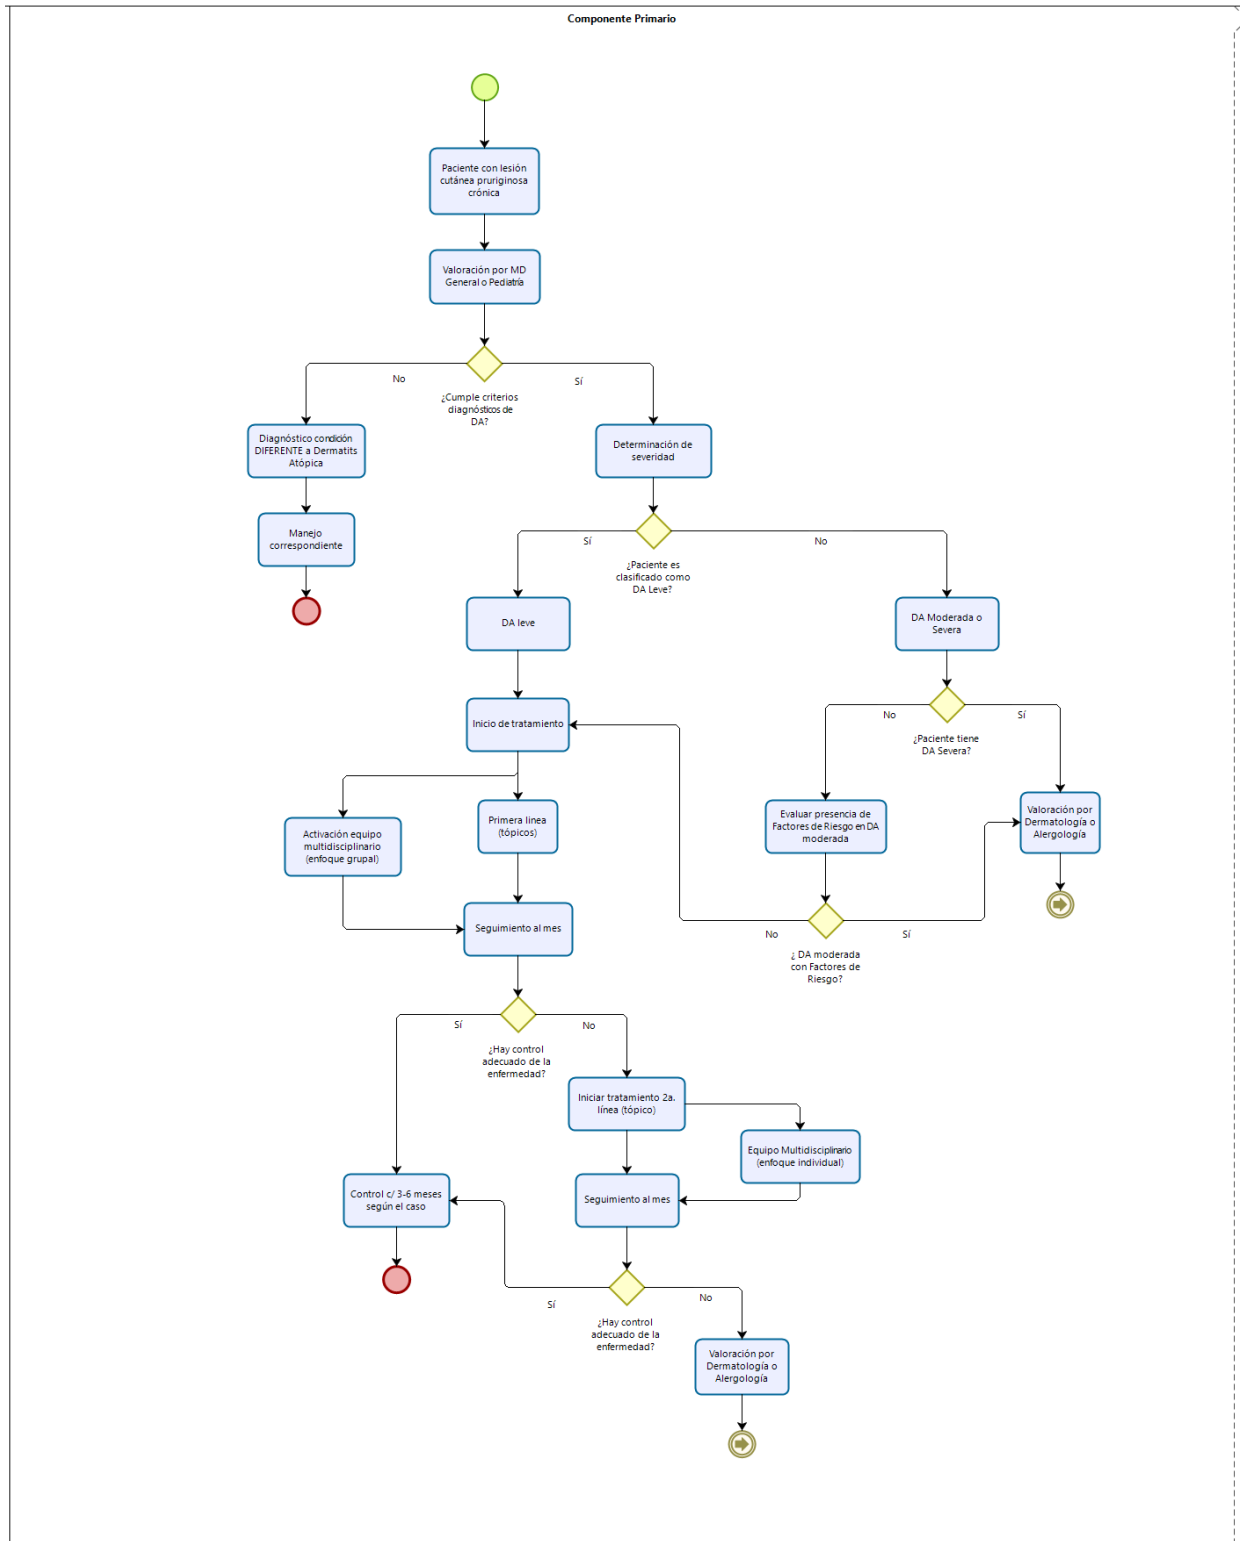 Componente Primario
Paciente con lesión
cutánea pruriginosa
crónica
Valoración por MD
General o Pediatría
No
Sí
¿Cumple criterios
diagnósticos de
DA?
Diagnóstico condición
DIFERENTE a Dermatits
Atópica
Determinación de
severidad
Manejo
correspondiente
Sí
No
¿Paciente es
clasificado como
DA Leve?
DA leve
DA Moderada o
Severa
Inicio de tratamiento
No
Sí
¿Paciente tiene
DA Severa?
Activación equipo
multidisciplinario
(enfoque grupal)
Primera linea
(tópicos)
Evaluar presencia de
Factores de Riesgo en DA
moderada
Valoración por
Dermatología o
Alergología
Seguimiento al mes
No
Sí
¿ DA moderada
con Factores de
Riesgo?
Sí
No
¿Hay control
adecuado de la
enfermedad?
Iniciar tratamiento 2a.
línea (tópico)
Equipo Multidisciplinario
(enfoque individual)
Control c/ 3-6 meses
según el caso
Seguimiento al mes
Sí
No
¿Hay control
adecuado de la
enfermedad?
Valoración por
Dermatología o
Alergología